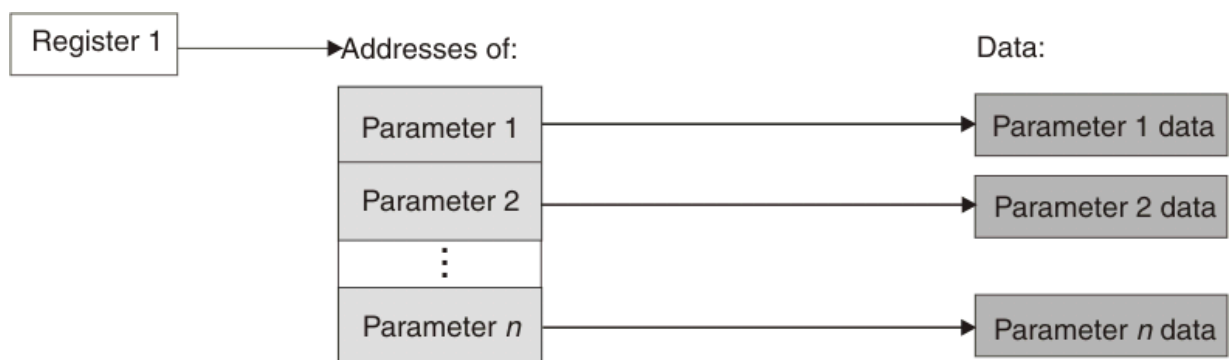 Register 1
Addresses of:
Data:
Parameter 1
Parameter 1 data
Parameter 2
Parameter 2 data
⋮
Parameter n
Parameter n data